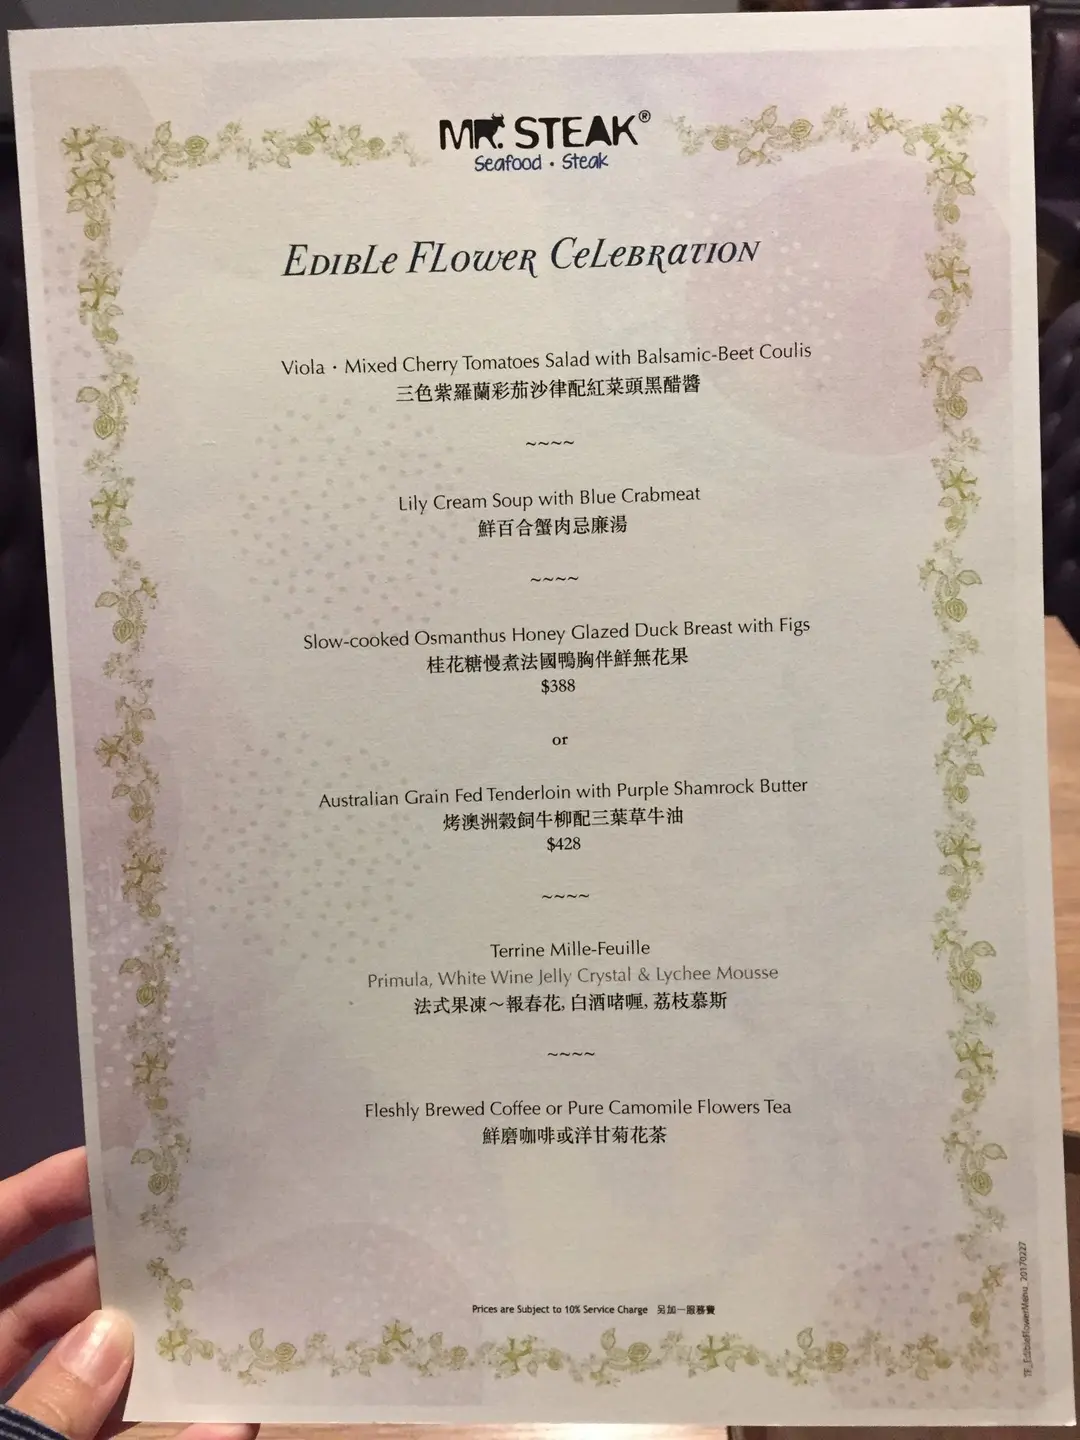 MR. STEAK®
Seafood · Steak
Edible Flower Celebration
Viola · Mixed Cherry Tomatoes Salad with Balsamic-Beet Coulis
三色紫羅蘭彩茄沙律配紅菜頭黑醋醬
~~~~
Lily Cream Soup with Blue Crabmeat
鮮百合蟹肉忌廉湯
~~~~
Slow-cooked Osmanthus Honey Glazed Duck Breast with Figs
桂花糖慢煮法國鴨胸伴鮮無花果
$388
or
Australian Grain Fed Tenderloin with Purple Shamrock Butter
烤澳洲穀飼牛柳配三葉草牛油
$428
~~~~
Terrine Mille-Feuille
Primula, White Wine Jelly Crystal & Lychee Mousse
法式果凍～報春花, 白酒啫喱, 荔枝慕斯
~~~~
Fleshly Brewed Coffee or Pure Camomile Flowers Tea
鮮磨咖啡或洋甘菊花茶
Prices are Subject to 10% Service Charge 另加一服務費
TF_EdibleFlowerMenu_20170227